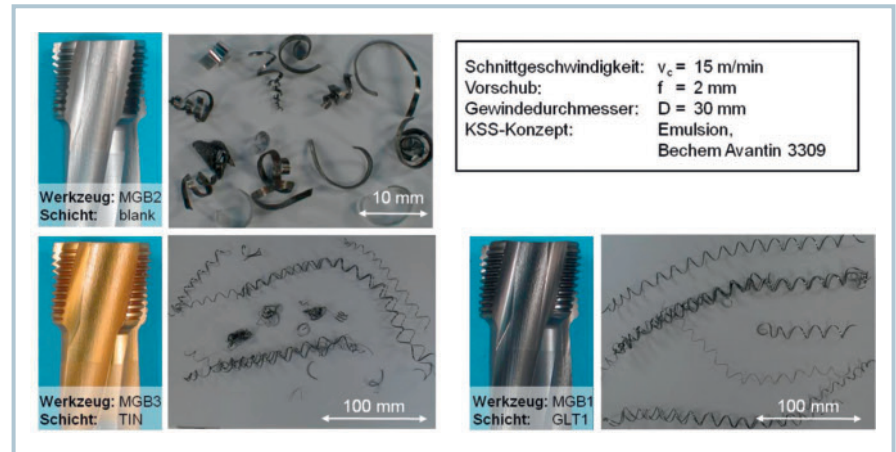 Werkzeug: MGB2
Schicht: blank
10 mm
Schnittgeschwindigkeit: vc = 15 m/min
Vorschub: f = 2 mm
Gewindedurchmesser: D = 30 mm
KSS-Konzept: Emulsion,
Bechem Avantin 3309
Werkzeug: MGB3
Schicht: TIN
100 mm
Werkzeug: MGB1
Schicht: GLT1
100 mm